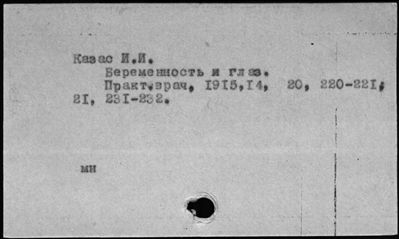 Казас И.И.
Беременность и глаз.
Практ.врач, 1915,14, 20, 220-221,
21, 231-232.
мн